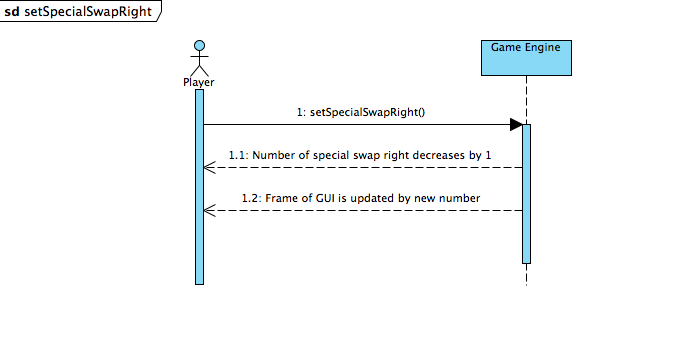 sd setSpecialSwapRight
Game Engine
Player
1: setSpecialSwapRight()
1.1: Number of special swap right decreases by 1
1.2: Frame of GUI is updated by new number